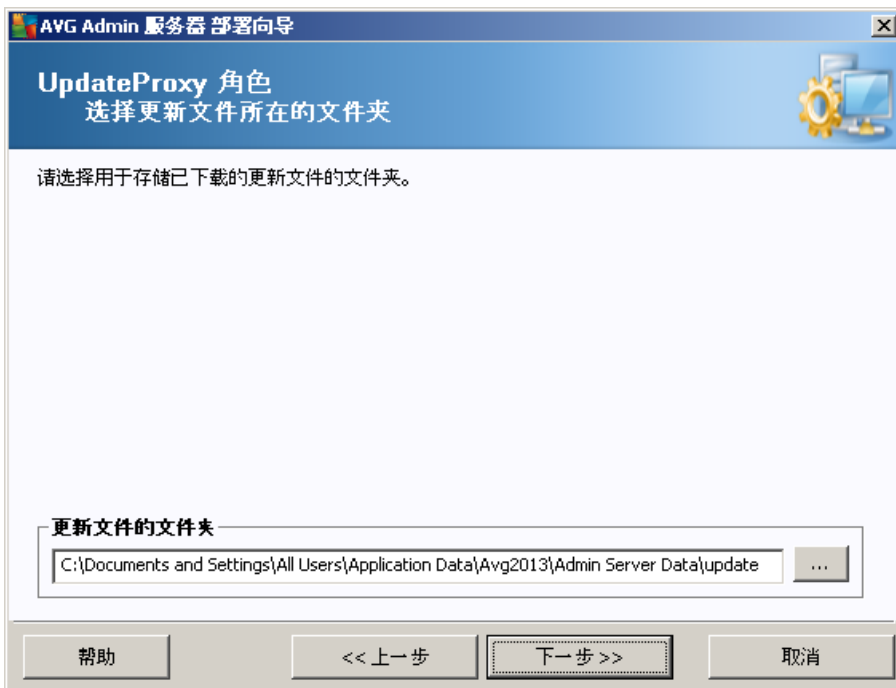 AVG Admin 服务器 部署向导
UpdateProxy 角色
选择更新文件所在的文件夹
请选择用于存储已下载的更新文件的文件夹。
更新文件的文件夹
C:\Documents and Settings\All Users\Application Data\Avg2013\Admin Server Data\update
...
帮助
<< 上一步
下一步 >>
取消